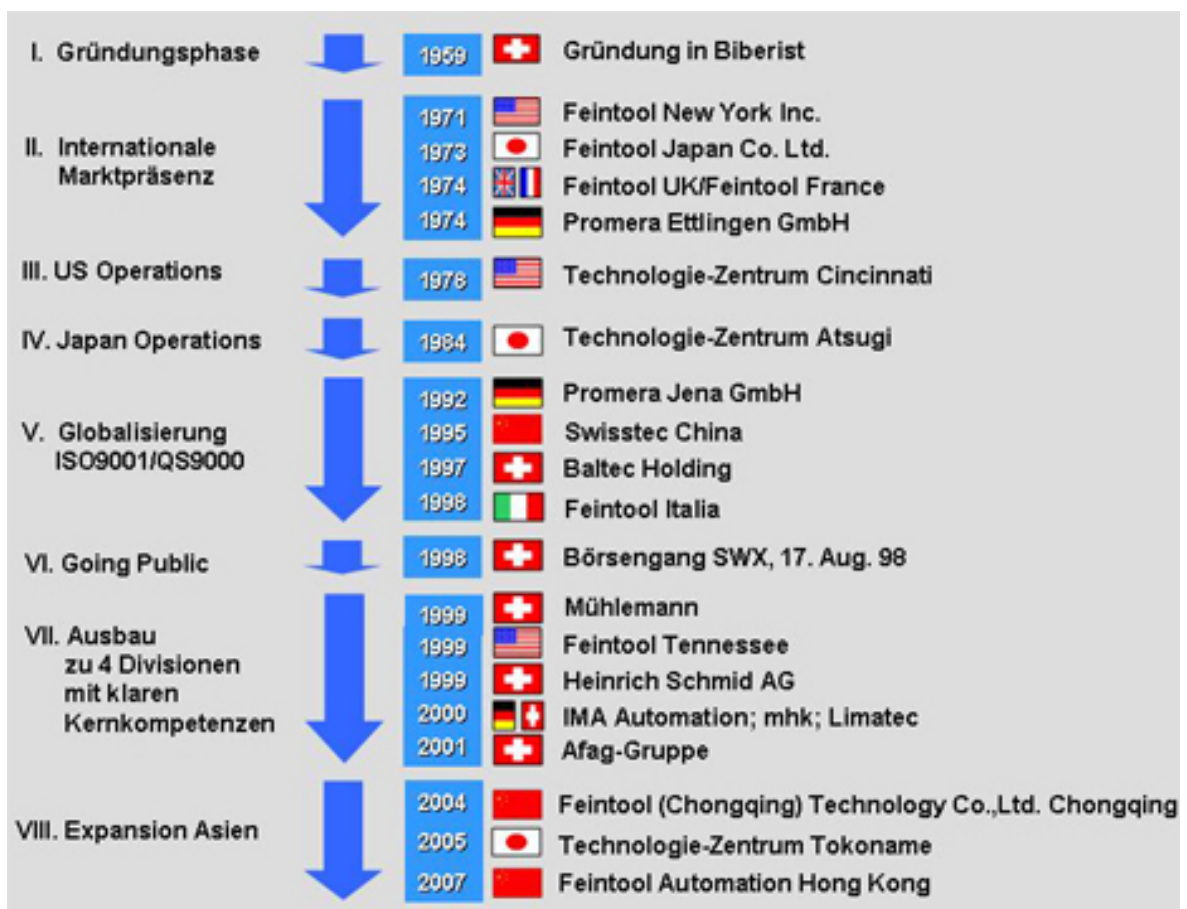 I. Gründungsphase
1959 Gründung in Biberist
II. Internationale
Marktpräsenz
1971 Feintool New York Inc.
1973 Feintool Japan Co. Ltd.
1974 Feintool UK/Feintool France
1974 Promera Ettlingen GmbH
III. US Operations
1978 Technologie-Zentrum Cincinnati
IV. Japan Operations
1984 Technologie-Zentrum Atsugi
V. Globalisierung
ISO9001/QS9000
1992 Promera Jena GmbH
1995 Swisstec China
1997 Baltec Holding
1998 Feintool Italia
VI. Going Public
1998 Börsengang SWX, 17. Aug. 98
VII. Ausbau
zu 4 Divisionen
mit klaren
Kernkompetenzen
1999 Mühlemann
1999 Feintool Tennessee
1999 Heinrich Schmid AG
2000 IMA Automation; mhk; Limatec
2001 Afag-Gruppe
VIII. Expansion Asien
2004 Feintool (Chongqing) Technology Co.,Ltd. Chongqing
2005 Technologie-Zentrum Tokoname
2007 Feintool Automation Hong Kong